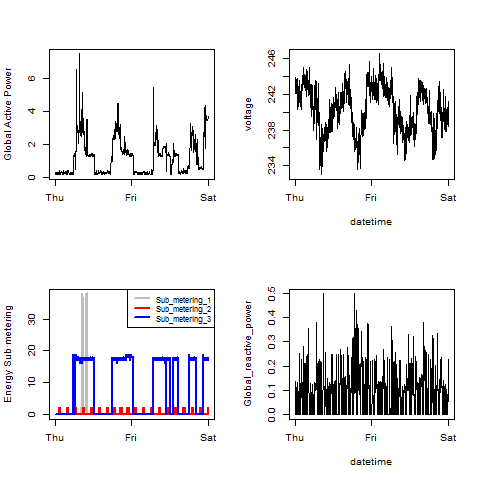 Global Active Power
6
4
2
0
Thu Fri Sat
voltage
246
242
238
234
Thu Fri Sat
datetime
Energy Sub metering
30
20
10
0
Sub_metering_1
Sub_metering_2
Sub_metering_3
Thu Fri Sat
Global_reactive_power
0.5
0.4
0.3
0.2
0.1
0.0
Thu Fri Sat
datetime